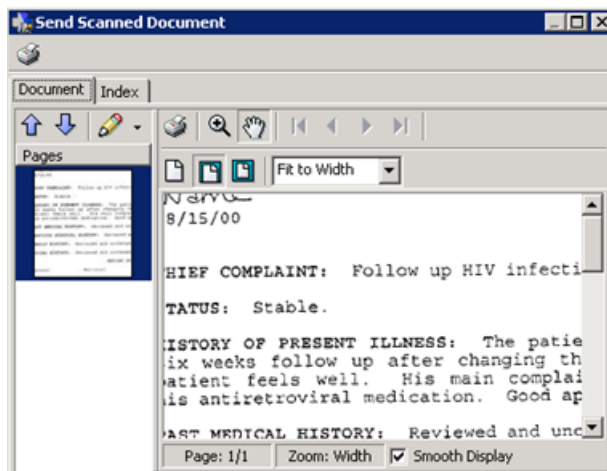 Send Scanned Document
Document Index
Pages
Fit to Width
Name
8/15/00
HIEF COMPLAINT: Follow up HIV infecti
TATUS: Stable.
ISTORY OF PRESENT ILLNESS: The patie
ix weeks follow up after changing th
atient feels well. His main complai
is antiretroviral medication. Good ap
AST MEDICAL HISTORY: Reviewed and unc
Page: 1/1 Zoom: Width Smooth Display